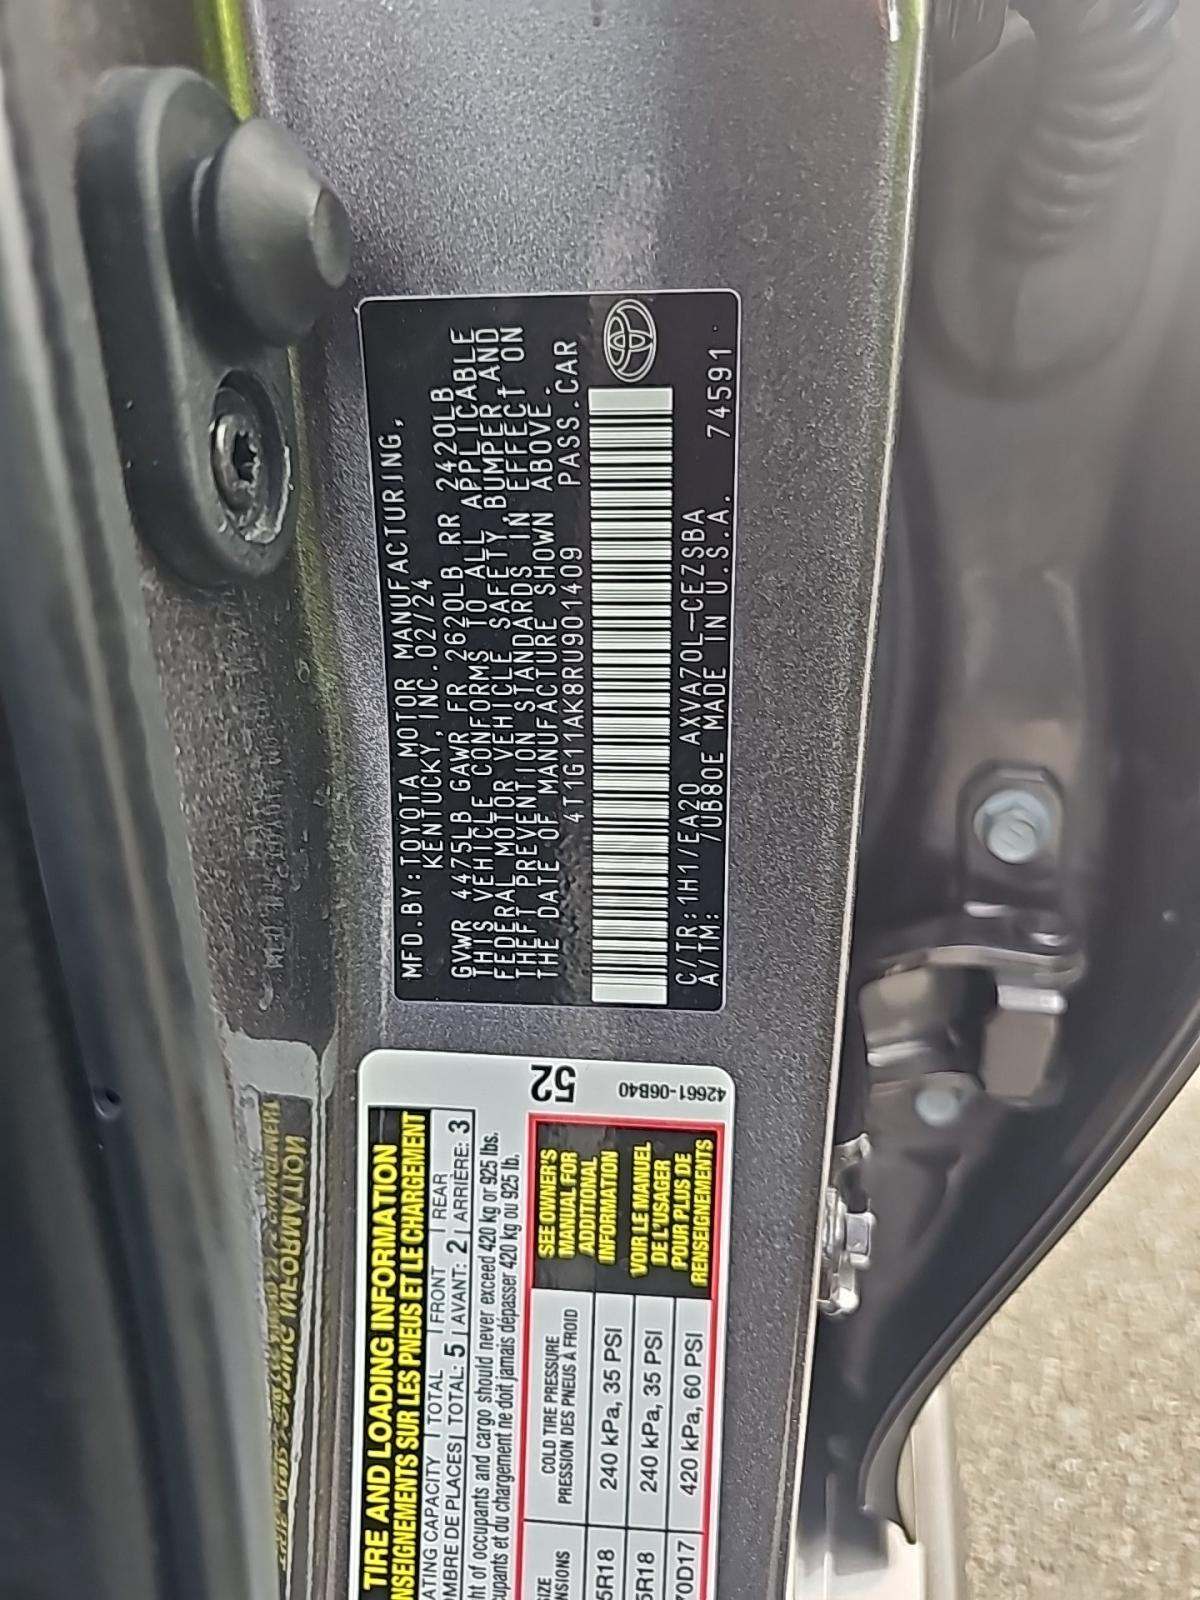 MFD.BY:TOYOTA MOTOR MANUFACTURING,
KENTUCKY,INC.02/24
GVWR 4475LB GAWR FR 2620LB RR 2420LB
THIS VEHICLE CONFORMS TO ALL APPLICABLE
FEDERAL MOTOR VEHICLE SAFETY,BUMPER AND
THEFT PREVENTION STANDARDS IN EFFECT ON
THE DATE OF MANUFACTURE SHOWN ABOVE.
4T1G11AK8RU901409 PASS.CAR
C/TR:1H1/EA20 AXVA70L-CEZSBA
A/TM: /UB80E MADE IN U.S.A. 74591
TIRE AND LOADING INFORMATION
NSEIGNEMENTS SUR LES PNEUS ET LE CHARGEMENT
52
42661-06B40
ATING CAPACITY TOTAL FRONT REAR
OMBRE DE PLACES TOTAL: 5 AVANT: 2 ARRIÈRE: 3
ht of occupants and cargo should never exceed 420 kg or 925 lbs.
cupants et du chargement ne doit jamais dépasser 420 kg ou 925 lb.
SIZE
NSIONS
COLD TIRE PRESSURE
PRESSION DES PNEUS À FROID
5R18 240 kPa, 35 PSI
5R18 240 kPa, 35 PSI
70D17 420 kPa, 60 PSI
SEE OWNER'S
MANUAL FOR
ADDITIONAL
INFORMATION
VOIR LE MANUEL
DE L'USAGER
POUR PLUS DE
RENSEIGNEMENTS